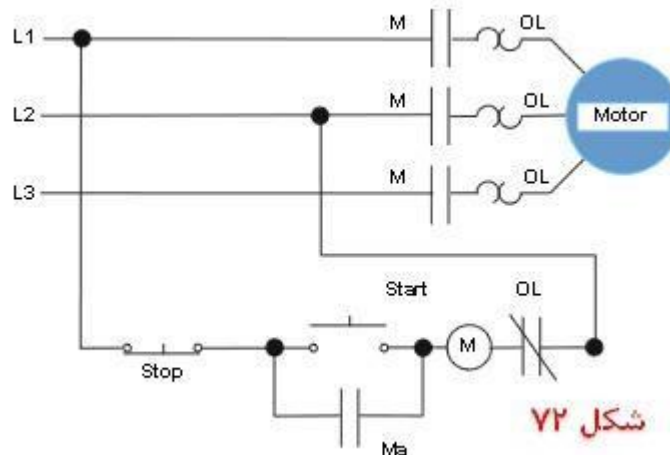 L1 M OL
L2 M OL Motor
L3 M OL
Start OL
M
Stop
Ma
شکل ۷۲